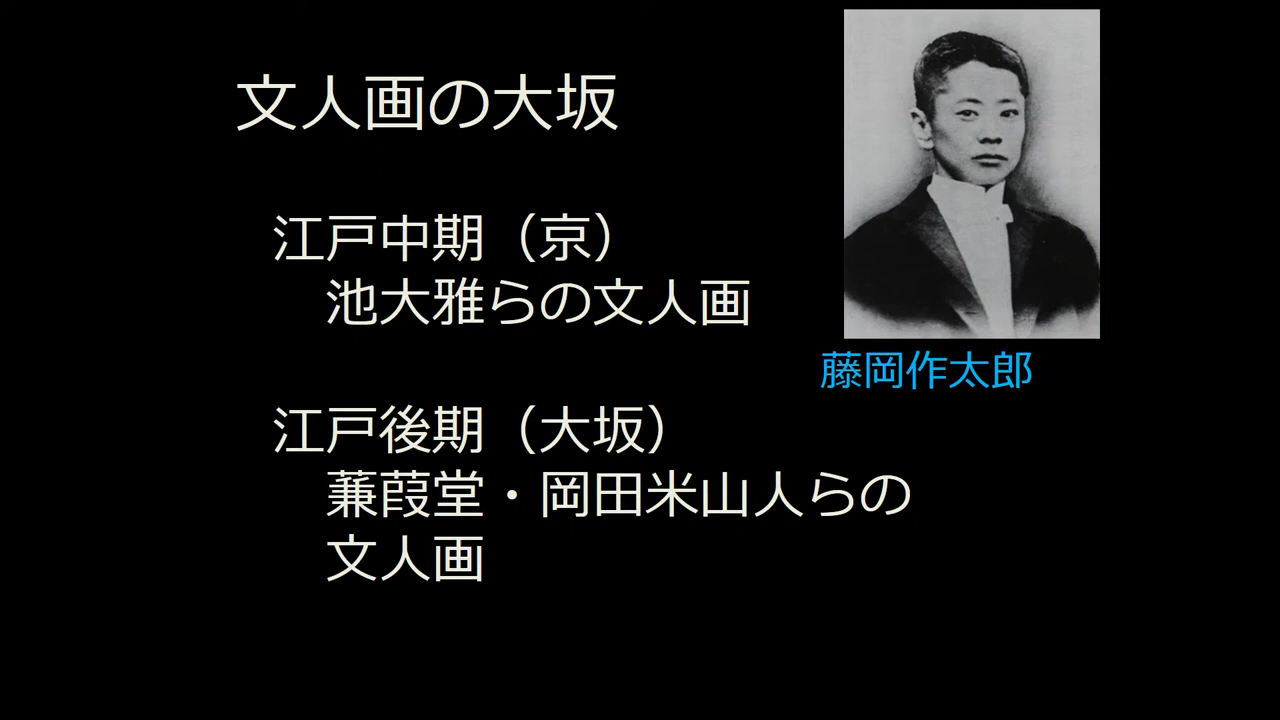 文人画の大坂
江戸中期（京）
池大雅らの文人画
藤岡作太郎
江戸後期（大坂）
蒹葭堂・岡田米山人らの
文人画